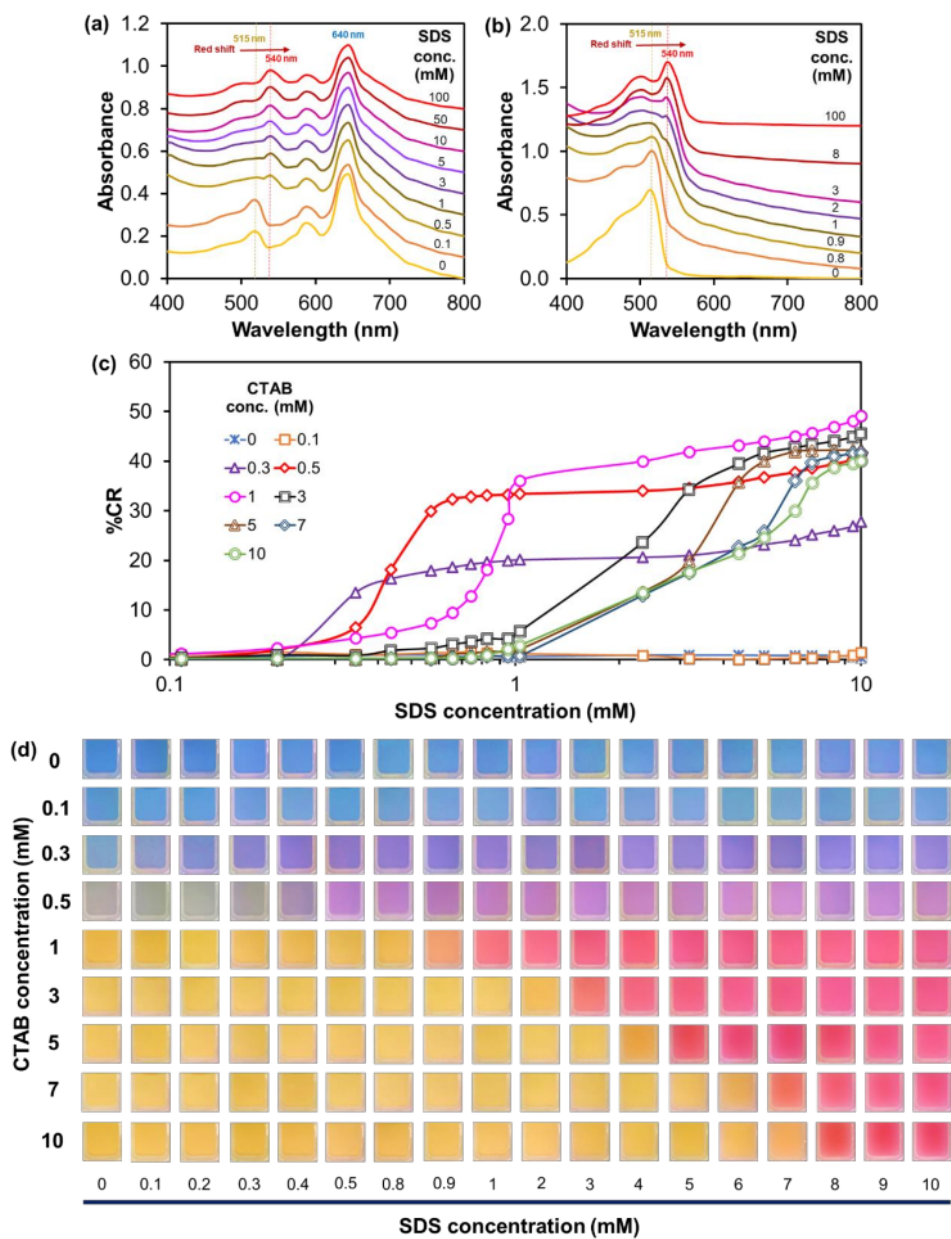 (a)
515 nm
640 nm
SDS
conc.
(mM)
Red shift
540 nm
1.2
1.0
0.8
0.6
0.4
0.2
0.0
Absorbance
100
50
10
5
3
1
0.5
0.1
0
400 500 600 700 800
Wavelength (nm)
(b)
515 nm
SDS
conc.
(mM)
Red shift
540 nm
2.0
1.5
1.0
0.5
0.0
Absorbance
100
8
3
2
1
0.9
0.8
0
400 500 600 700 800
Wavelength (nm)
(c)
CTAB
conc. (mM)
0 0.1
0.3 0.5
1 3
5 7
10
60
50
40
30
20
10
0
%CR
0.1 1 10
SDS concentration (mM)
(d)
CTAB concentration (mM)
0
0.1
0.3
0.5
1
3
5
7
10
0 0.1 0.2 0.3 0.4 0.5 0.8 0.9 1 2 3 4 5 6 7 8 9 10
SDS concentration (mM)